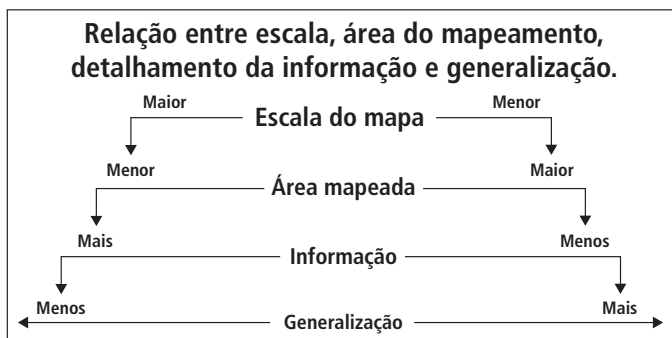 Relação entre escala, área do mapeamento,
detalhamento da informação e generalização.
Maior Menor
Escala do mapa
Menor Maior
Área mapeada
Mais Menos
Informação
Menos Mais
Generalização